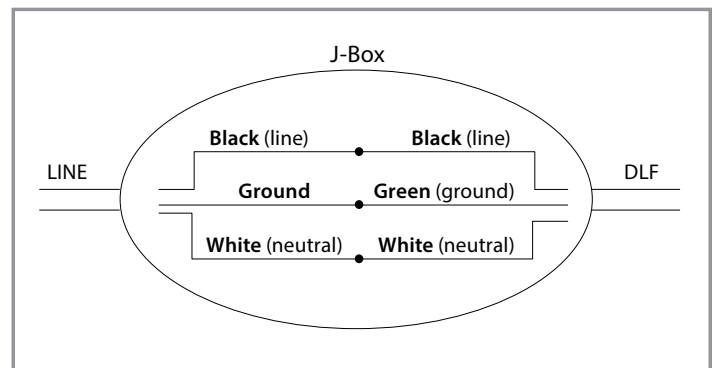 J-Box
Black (line) Black (line)
LINE DLF
Ground Green (ground)
White (neutral) White (neutral)